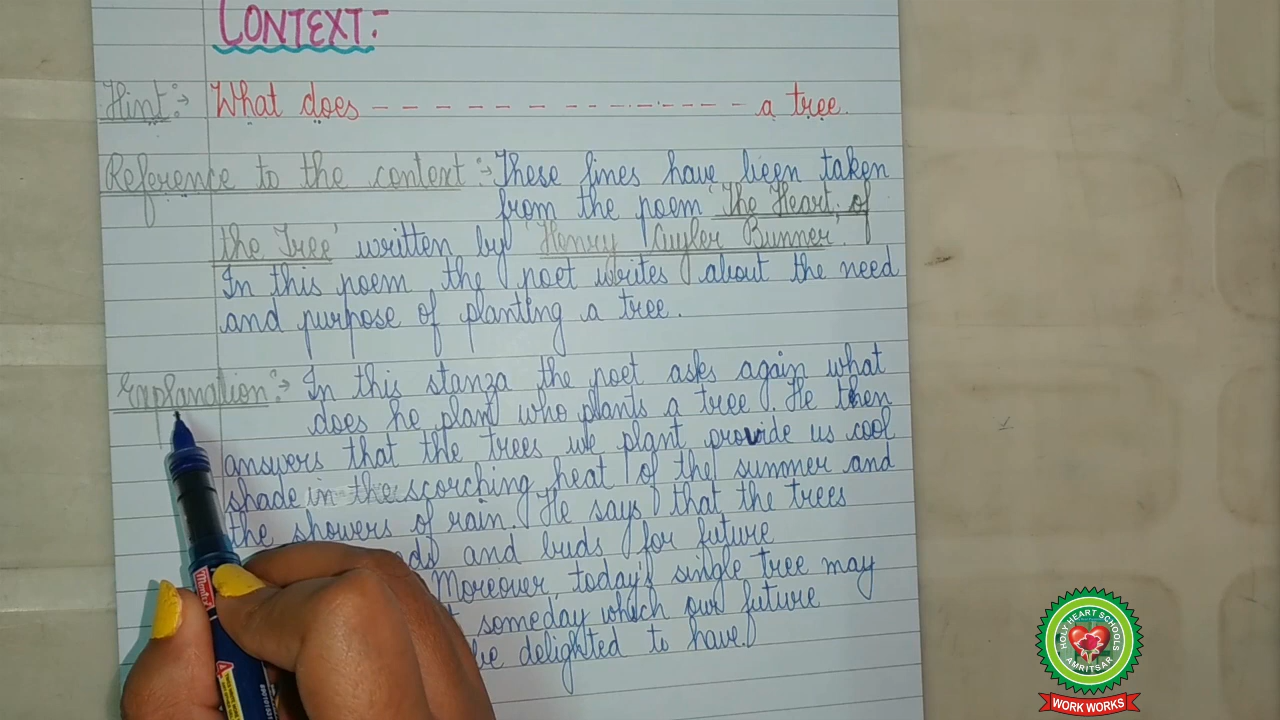 CONTEXT:-
Hint:→ What does - - - - - - - - - - - - - - - a tree.
Reference to the context:→ These lines have been taken
from the poem 'The Heart of
the Tree' written by 'Henry Cuyler Bunner'.
In this poem, the poet writes about the need
and purpose of planting a tree.
Explanation:→ In this stanza the poet asks again what
does he plant who plants a tree. He then
answers that the trees we plant provide us cool
shade in the scorching heat of the summer and
the showers of rain. He says that the trees
and buds for future
Moreover, today's single tree may
someday which our future
be delighted to have.
HOLY HEART SCHOOLS
AMRITSAR
WORK WORKS